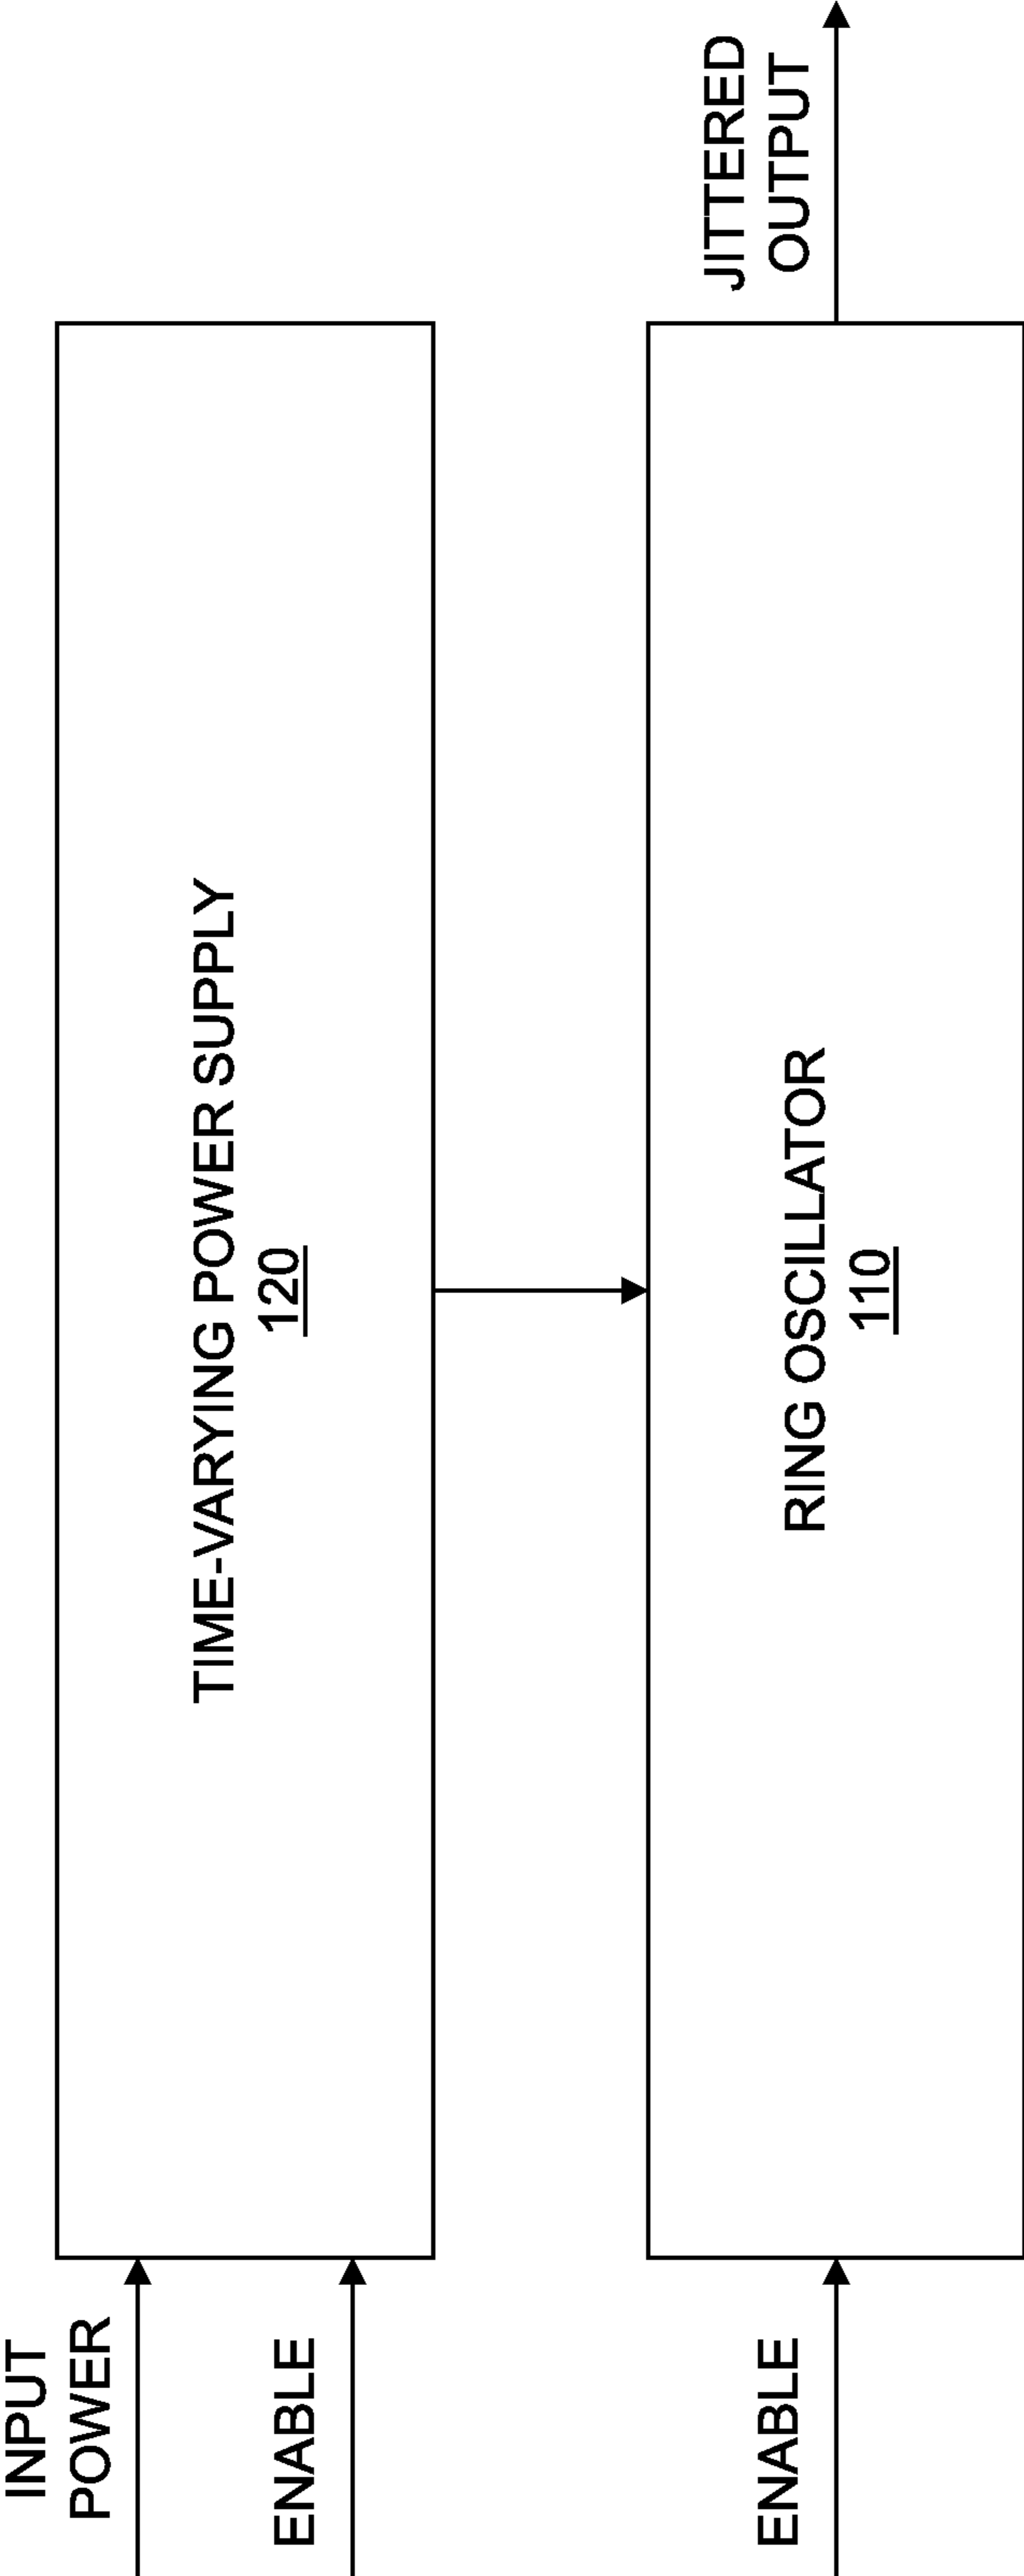 INPUT
POWER
ENABLE
TIME-VARYING POWER SUPPLY
120
ENABLE
RING OSCILLATOR
110
JITTERED
OUTPUT